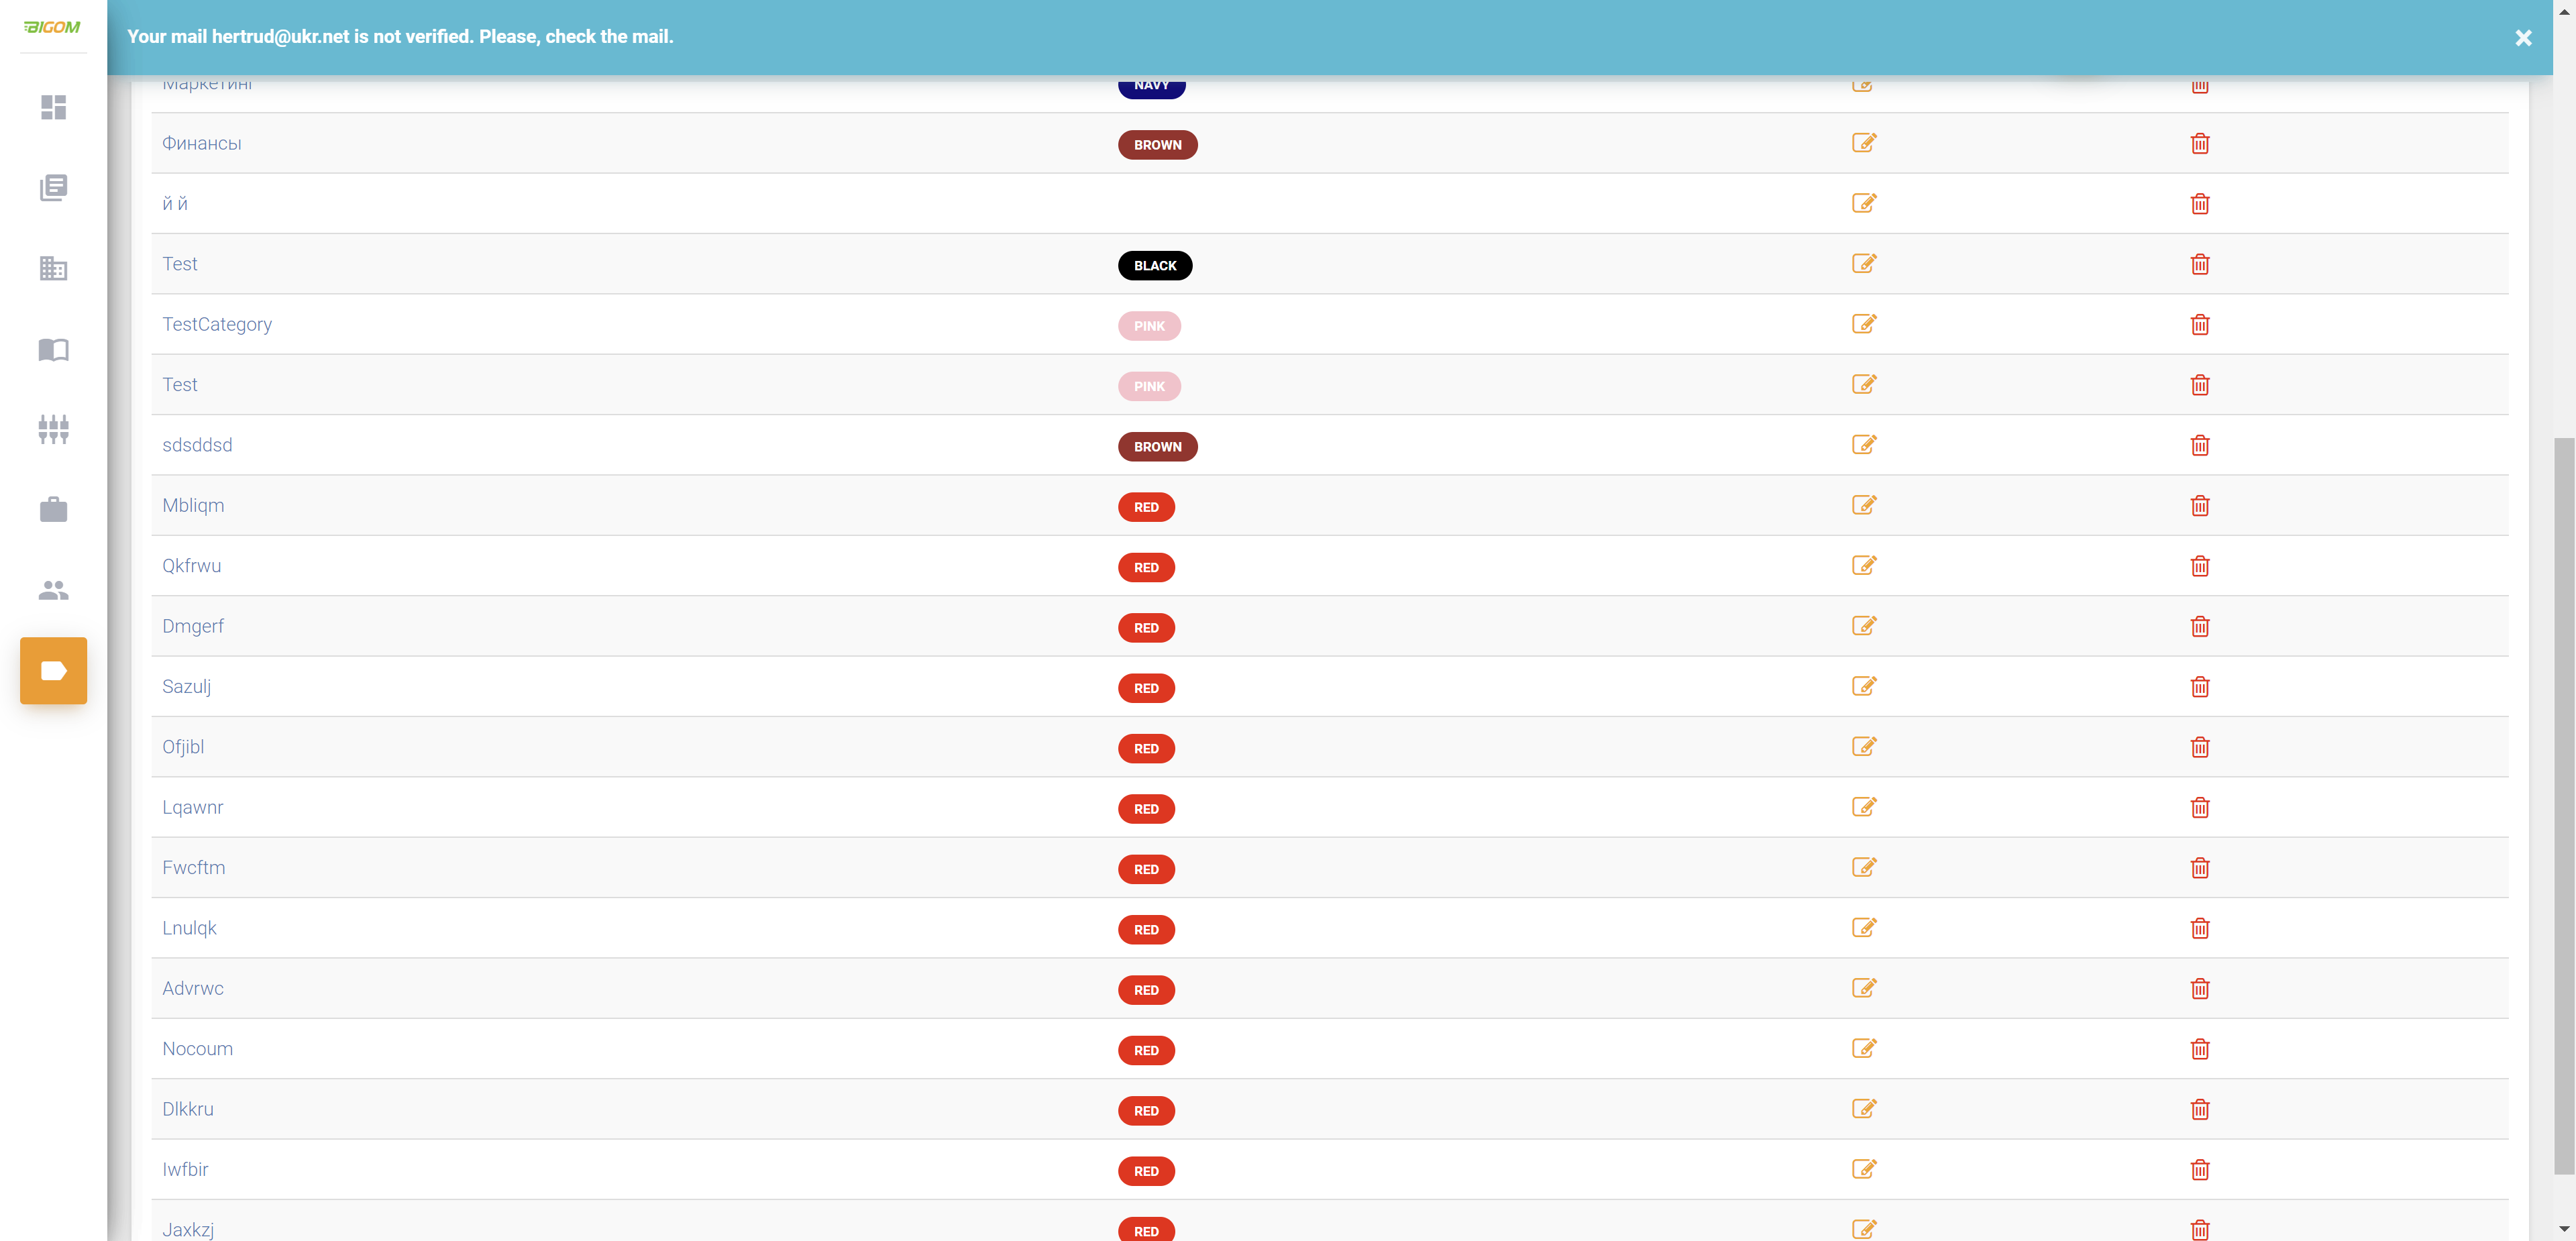 BIGOM
Your mail hertrud@ukr.net is not verified. Please, check the mail.
Маркетинг NAVY
Финансы BROWN
й й
Test BLACK
TestCategory PINK
Test PINK
sdsddsd BROWN
Mbliqm RED
Qkfrwu RED
Dmgerf RED
Sazulj RED
Ofjibl RED
Lqawnr RED
Fwcftm RED
Lnulqk RED
Advrwc RED
Nocoum RED
Dlkkru RED
Iwfbir RED
Jaxkzj RED